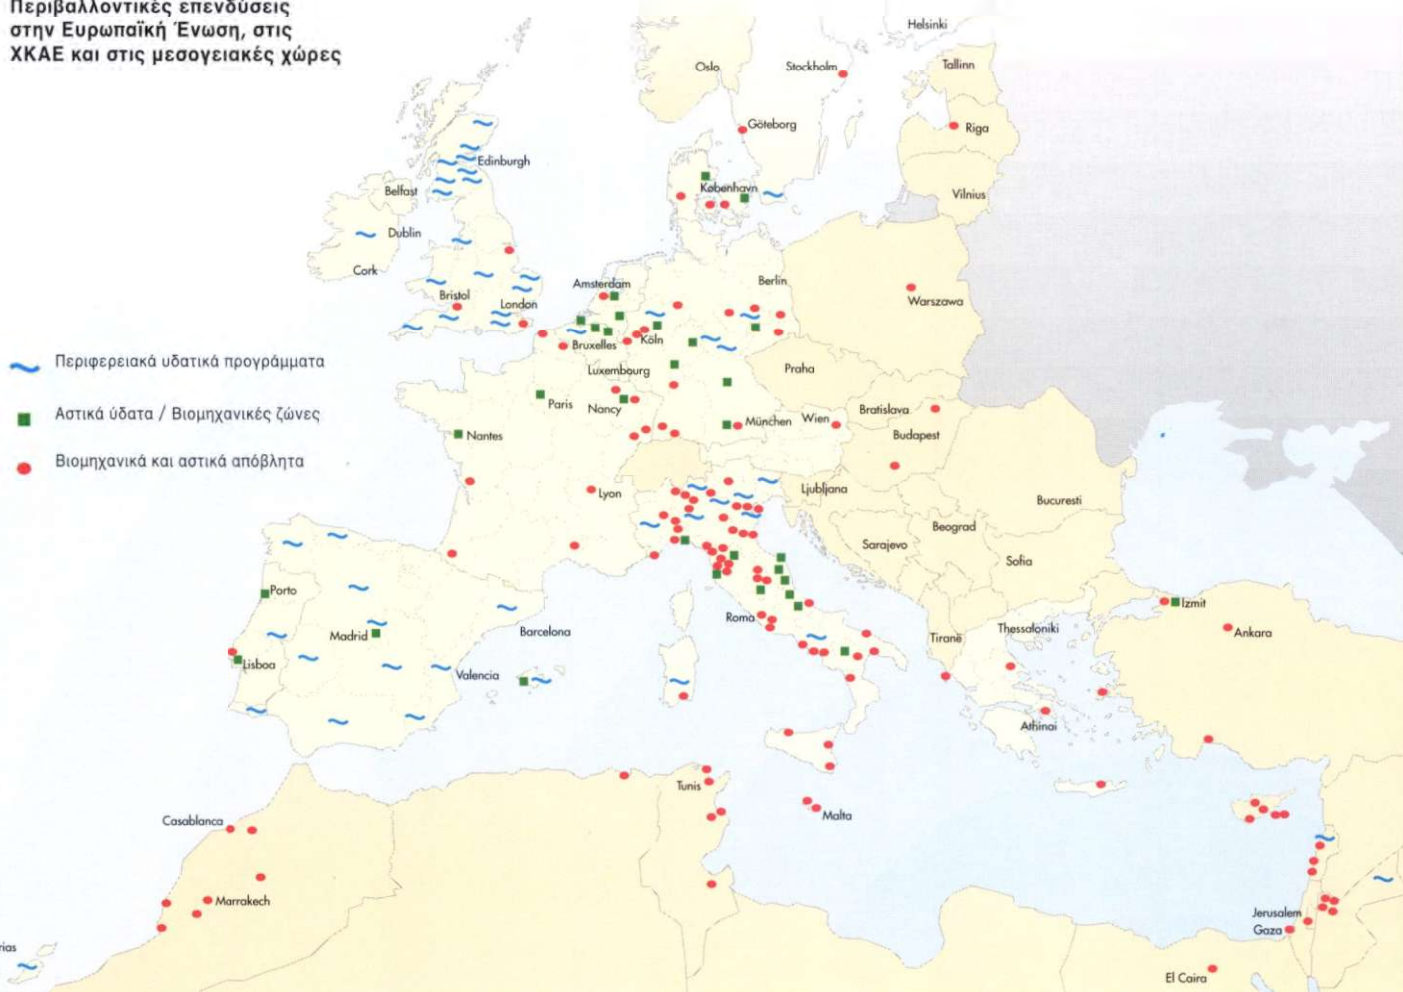 Περιβαλλοντικές επενδύσεις
στην Ευρωπαϊκή Ένωση, στις
ΧΚΑΕ και στις μεσογειακές χώρες
Helsinki
Oslo
Stockholm
Tallinn
Göteborg
Riga
Edinburgh
Belfast
København
Vilnius
Dublin
Cork
Amsterdam
Berlin
Bristol
London
Warszawa
Bruxelles
Köln
Περιφερειακά υδατικά προγράμματα
Luxembourg
Praha
Αστικά ύδατα / Βιομηχανικές ζώνες
Paris
Nancy
Bratislava
München
Wien
Nantes
Budapest
Βιομηχανικά και αστικά απόβλητα
Lyon
Ljubljana
Bucuresti
Beograd
Sarajevo
Sofia
Porto
Izmit
Roma
Barcelona
Madrid
Tiranë
Thessaloniki
Ankara
Lisboa
Valencia
Athinai
Tunis
Casablanca
Malta
Marrakech
Jerusalem
Gaza
rias
El Caira